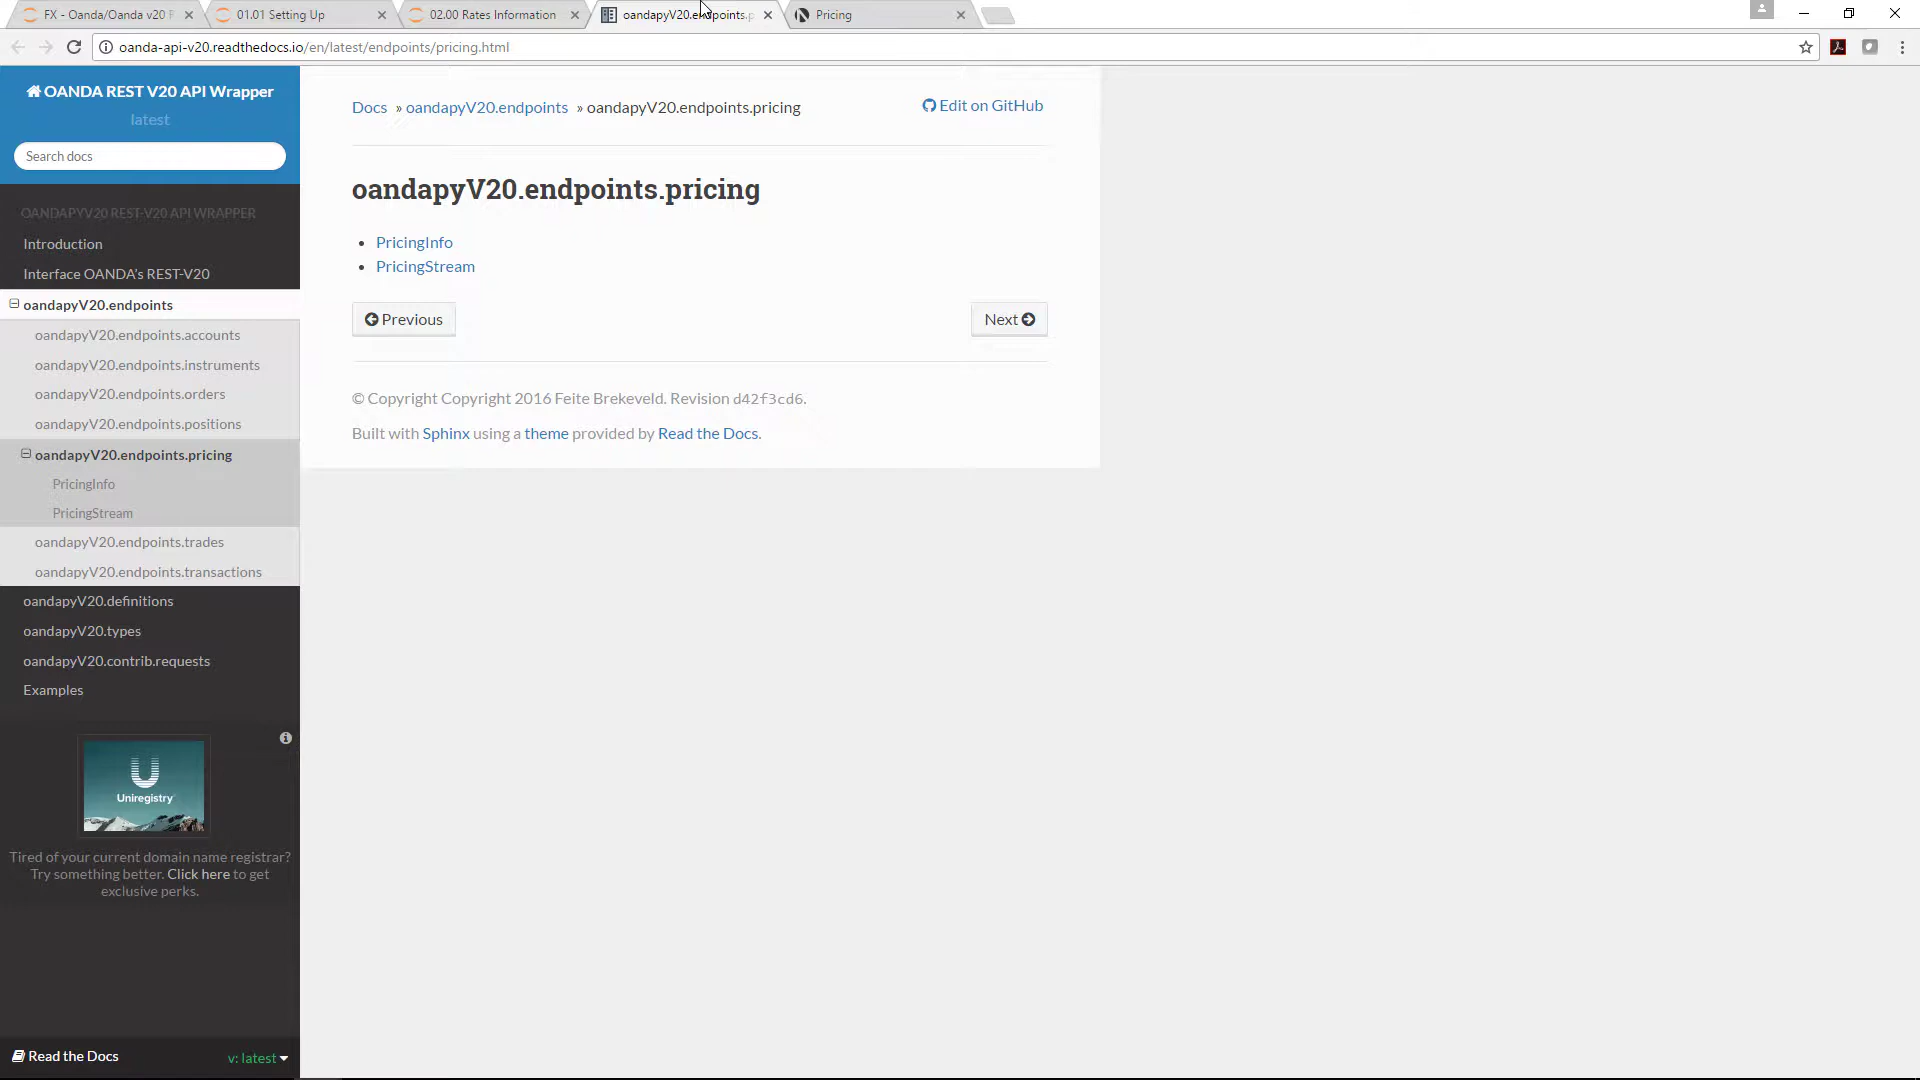 FX - Oanda/Oanda v20
01.01 Setting Up
02.00 Rates Information
oandapyV20.endpoints.p
Pricing
oanda-api-v20.readthedocs.io/en/latest/endpoints/pricing.html
OANDA REST V20 API Wrapper
latest
Search docs
OANDAPYV20 REST-V20 API WRAPPER
Introduction
Interface OANDA's REST-V20
oandapyV20.endpoints
oandapyV20.endpoints.accounts
oandapyV20.endpoints.instruments
oandapyV20.endpoints.orders
oandapyV20.endpoints.positions
oandapyV20.endpoints.pricing
PricingInfo
PricingStream
oandapyV20.endpoints.trades
oandapyV20.endpoints.transactions
oandapyV20.definitions
oandapyV20.types
oandapyV20.contrib.requests
Examples
Uniregistry
Tired of your current domain name registrar?
Try something better. Click here to get
exclusive perks.
Read the Docs v: latest
Docs » oandapyV20.endpoints » oandapyV20.endpoints.pricing
Edit on GitHub
oandapyV20.endpoints.pricing
• PricingInfo
• PricingStream
Previous
Next
© Copyright Copyright 2016 Feite Brekeveld. Revision d42f3cd6.
Built with Sphinx using a theme provided by Read the Docs.